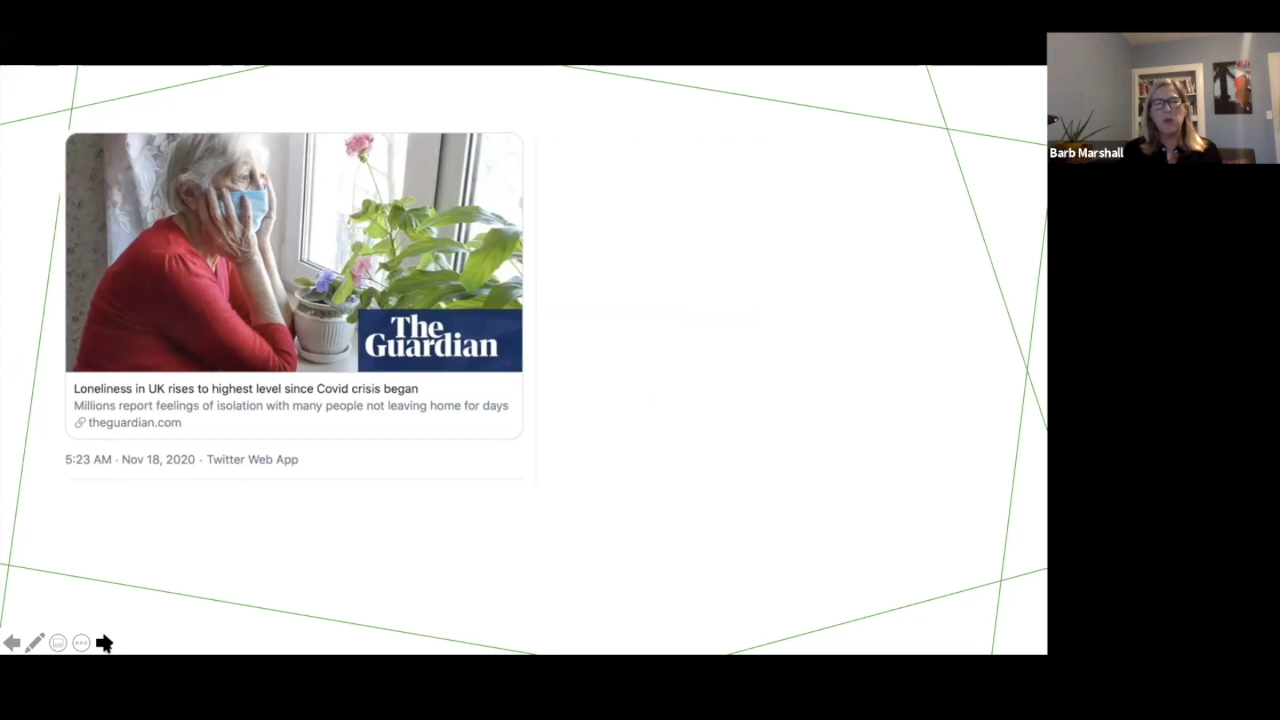 Barb Marshall
The
Guardian
Loneliness in UK rises to highest level since Covid crisis began
Millions report feelings of isolation with many people not leaving home for days
theguardian.com
5:23 AM · Nov 18, 2020 · Twitter Web App